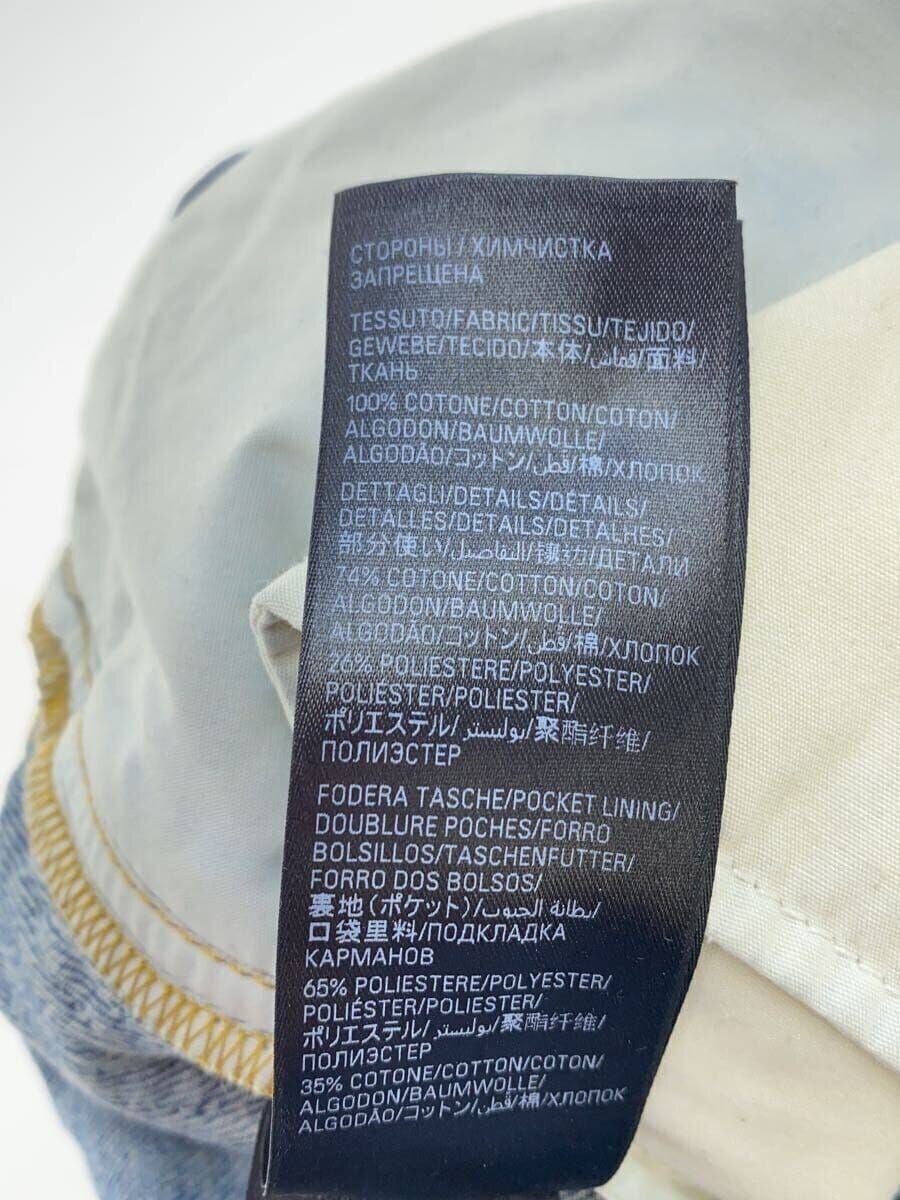 СТОРОНЫ / ХИМЧИСТКА
ЗАПРЕЩЕНА
TESSUTO/FABRIC/TISSU/TEJIDO/
GEWEBE/TECIDO/本体/قماش/面料/
ТКАНЬ
100% COTONE/COTTON/COTON/
ALGODON/BAUMWOLLE/
ALGODÃO/コットン/قطن/棉/ХЛОПОК
DETTAGLI/DETAILS/DÉTAILS/
DETALLES/DETAILS/DETALHES/
部分使い/التفاصيل/镶边/ДЕТАЛИ
74% COTONE/COTTON/COTON/
ALGODON/BAUMWOLLE/
ALGODÃO/コットン/قطن/棉/ХЛОПОК
26% POLIESTERE/POLYESTER/
POLIÉSTER/POLIESTER/
ポリエステル/بوليستر/聚酯纤维/
ПОЛИЭСТЕР
FODERA TASCHE/POCKET LINING/
DOUBLURE POCHES/FORRO
BOLSILLOS/TASCHENFUTTER/
FORRO DOS BOLSOS/
裏地(ポケット)/بطانة الجيوب/
口袋里料/ПОДКЛАДКА
КАРМАНОВ
65% POLIESTERE/POLYESTER/
POLIÉSTER/POLIESTER/
ポリエステル/بوليستر/聚酯纤维/
ПОЛИЭСТЕР
35% COTONE/COTTON/COTON/
ALGODON/BAUMWOLLE/
ALGODÃO/コットン/قطن/棉/ХЛОПОК